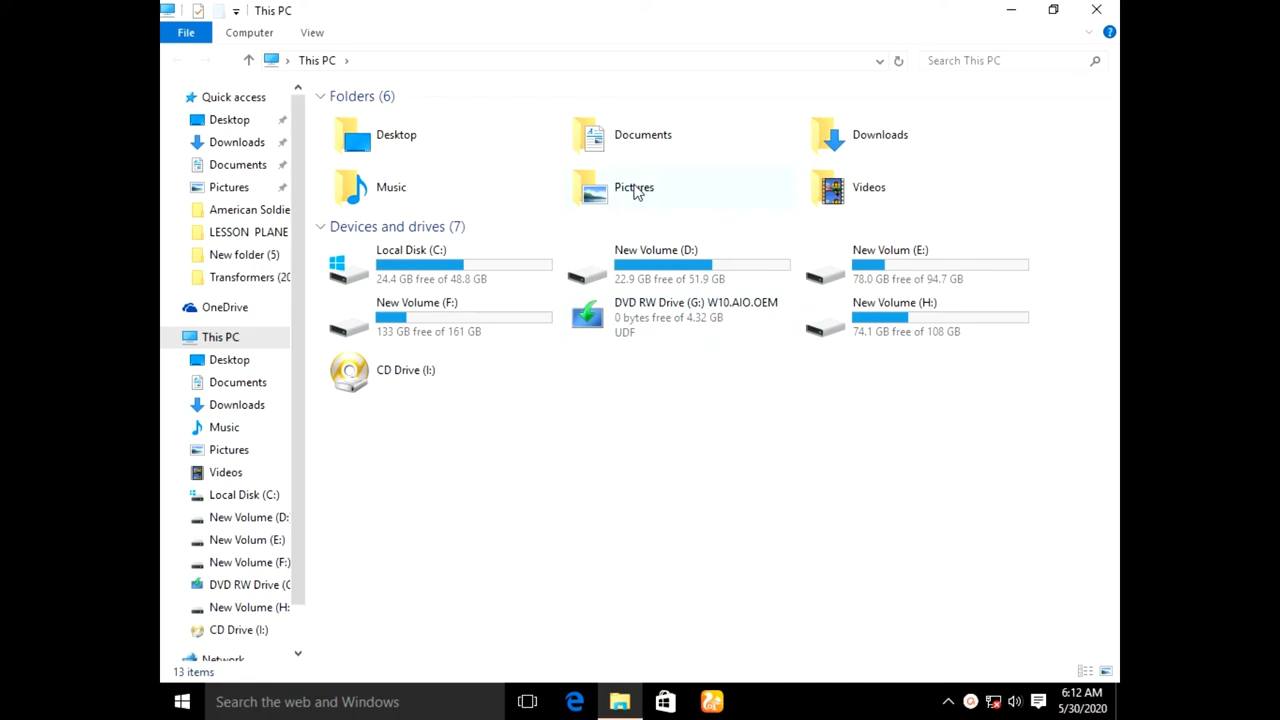 This PC
File Computer View
This PC
Search This PC
Quick access
Desktop
Downloads
Documents
Pictures
American Soldie
LESSON PLANE
New folder (5)
Transformers (20
OneDrive
This PC
Desktop
Documents
Downloads
Music
Pictures
Videos
Local Disk (C:)
New Volume (D:
New Volum (E:)
New Volume (F:)
DVD RW Drive (G
New Volume (H:
CD Drive (I:)
Network
Folders (6)
Desktop
Documents
Downloads
Music
Pictures
Videos
Devices and drives (7)
Local Disk (C:)
24.4 GB free of 48.8 GB
New Volume (D:)
22.9 GB free of 51.9 GB
New Volum (E:)
78.0 GB free of 94.7 GB
New Volume (F:)
133 GB free of 161 GB
DVD RW Drive (G:) W10.AIO.OEM
0 bytes free of 4.32 GB
UDF
New Volume (H:)
74.1 GB free of 108 GB
CD Drive (I:)
13 items
Search the web and Windows
6:12 AM
5/30/2020